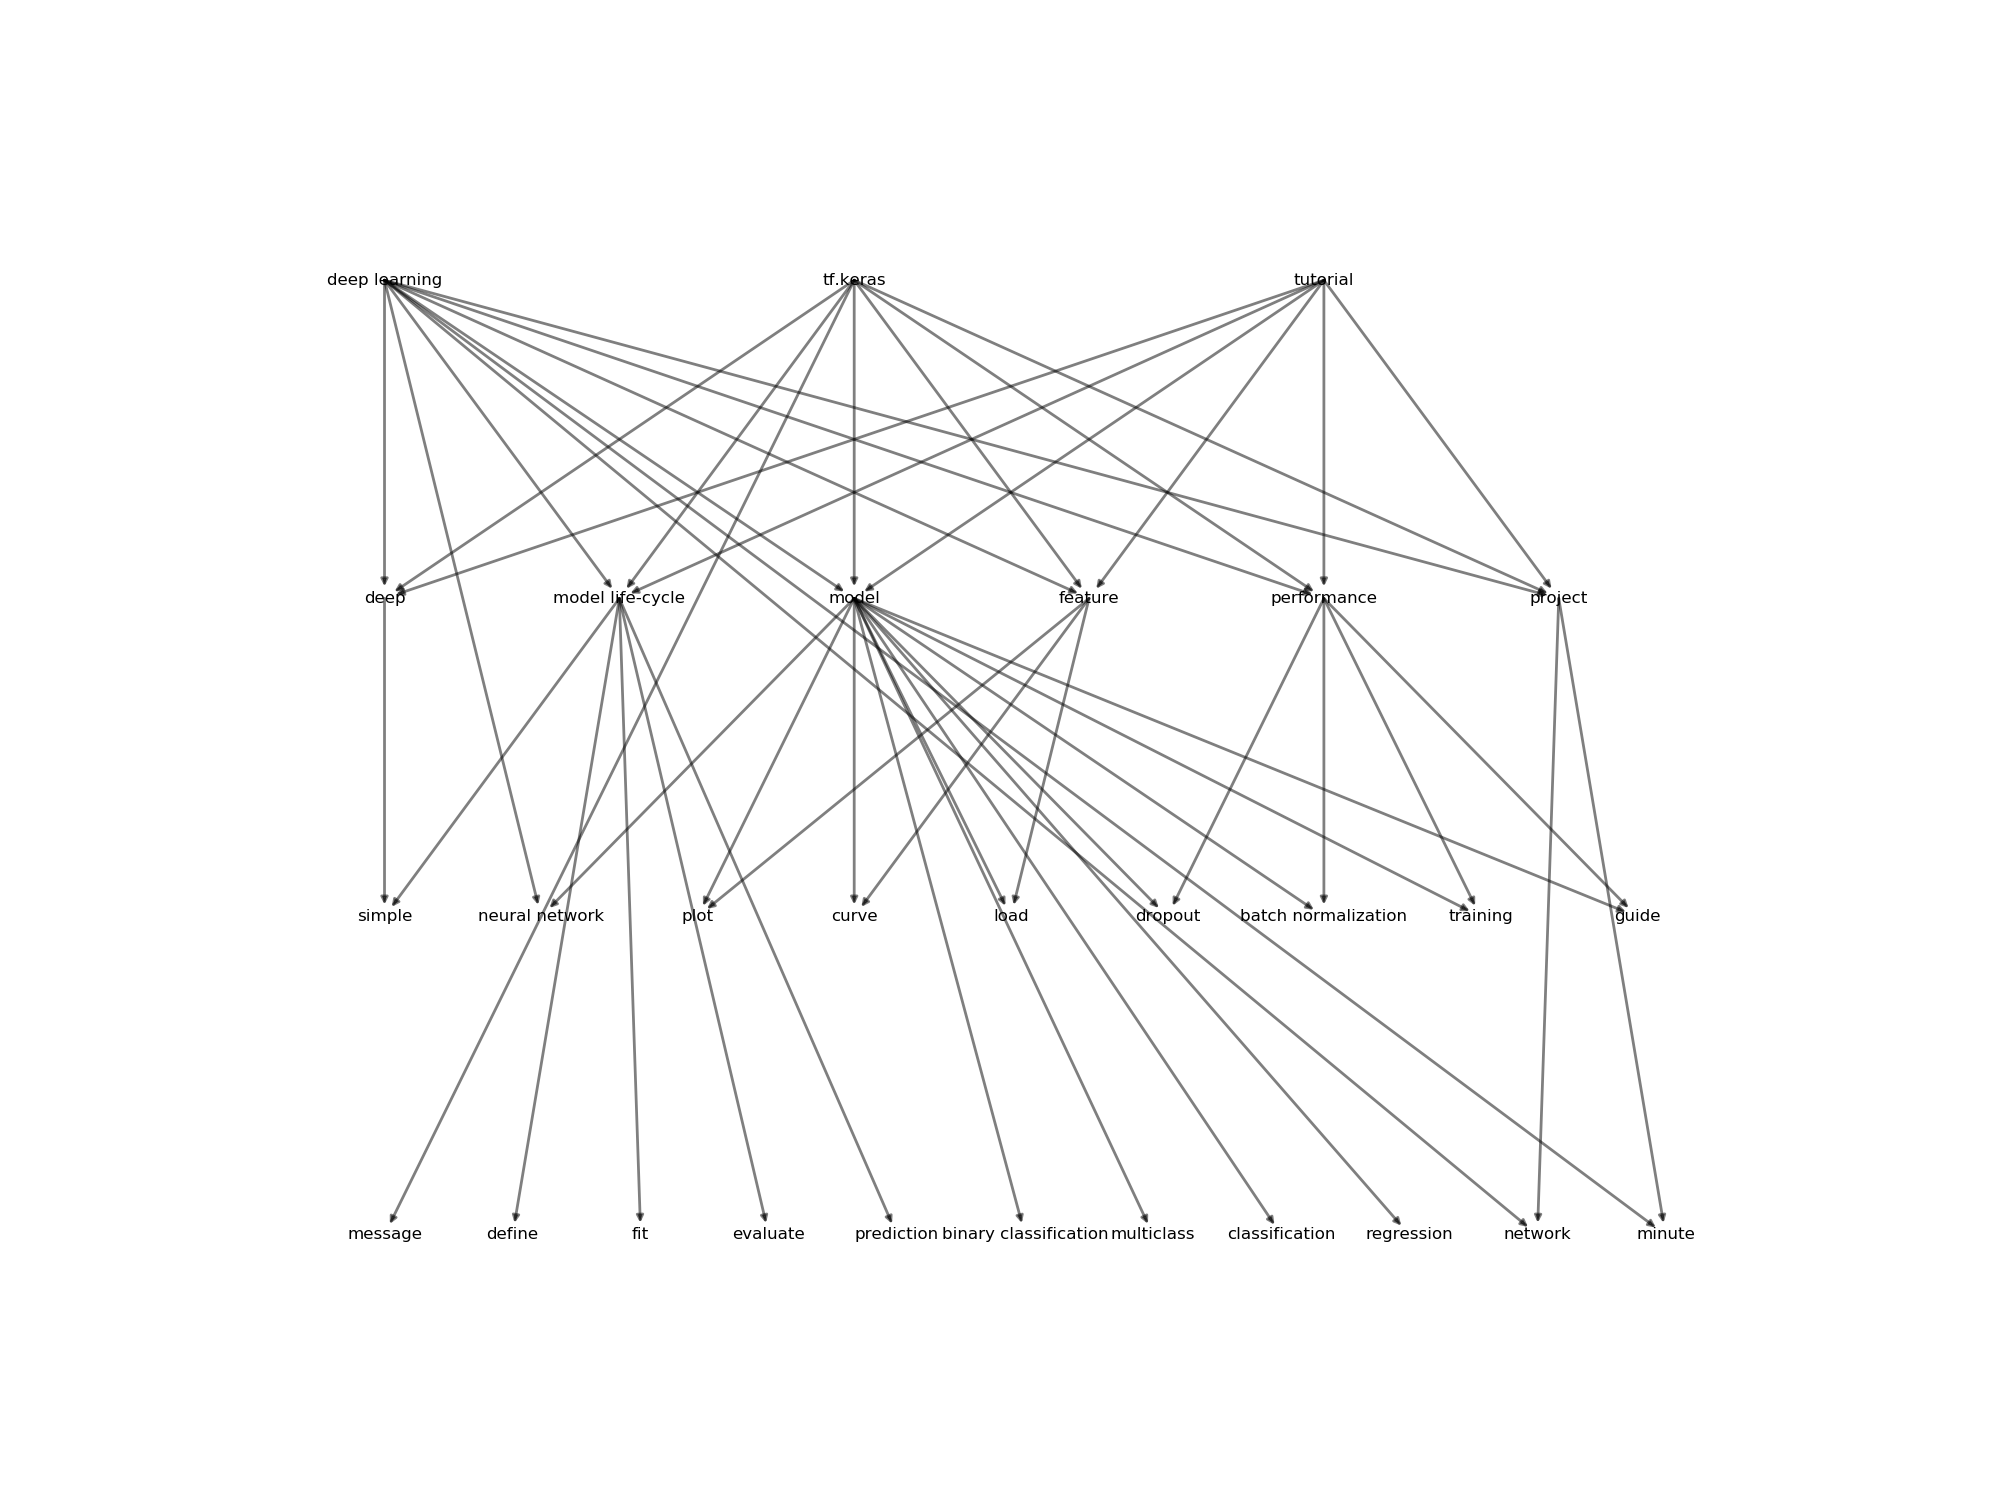 deep learning tf.keras tutorial
deep model life-cycle model feature performance project
simple neural network plot curve load dropout batch normalization training guide
message define fit evaluate prediction binary classification multiclass classification regression network minute